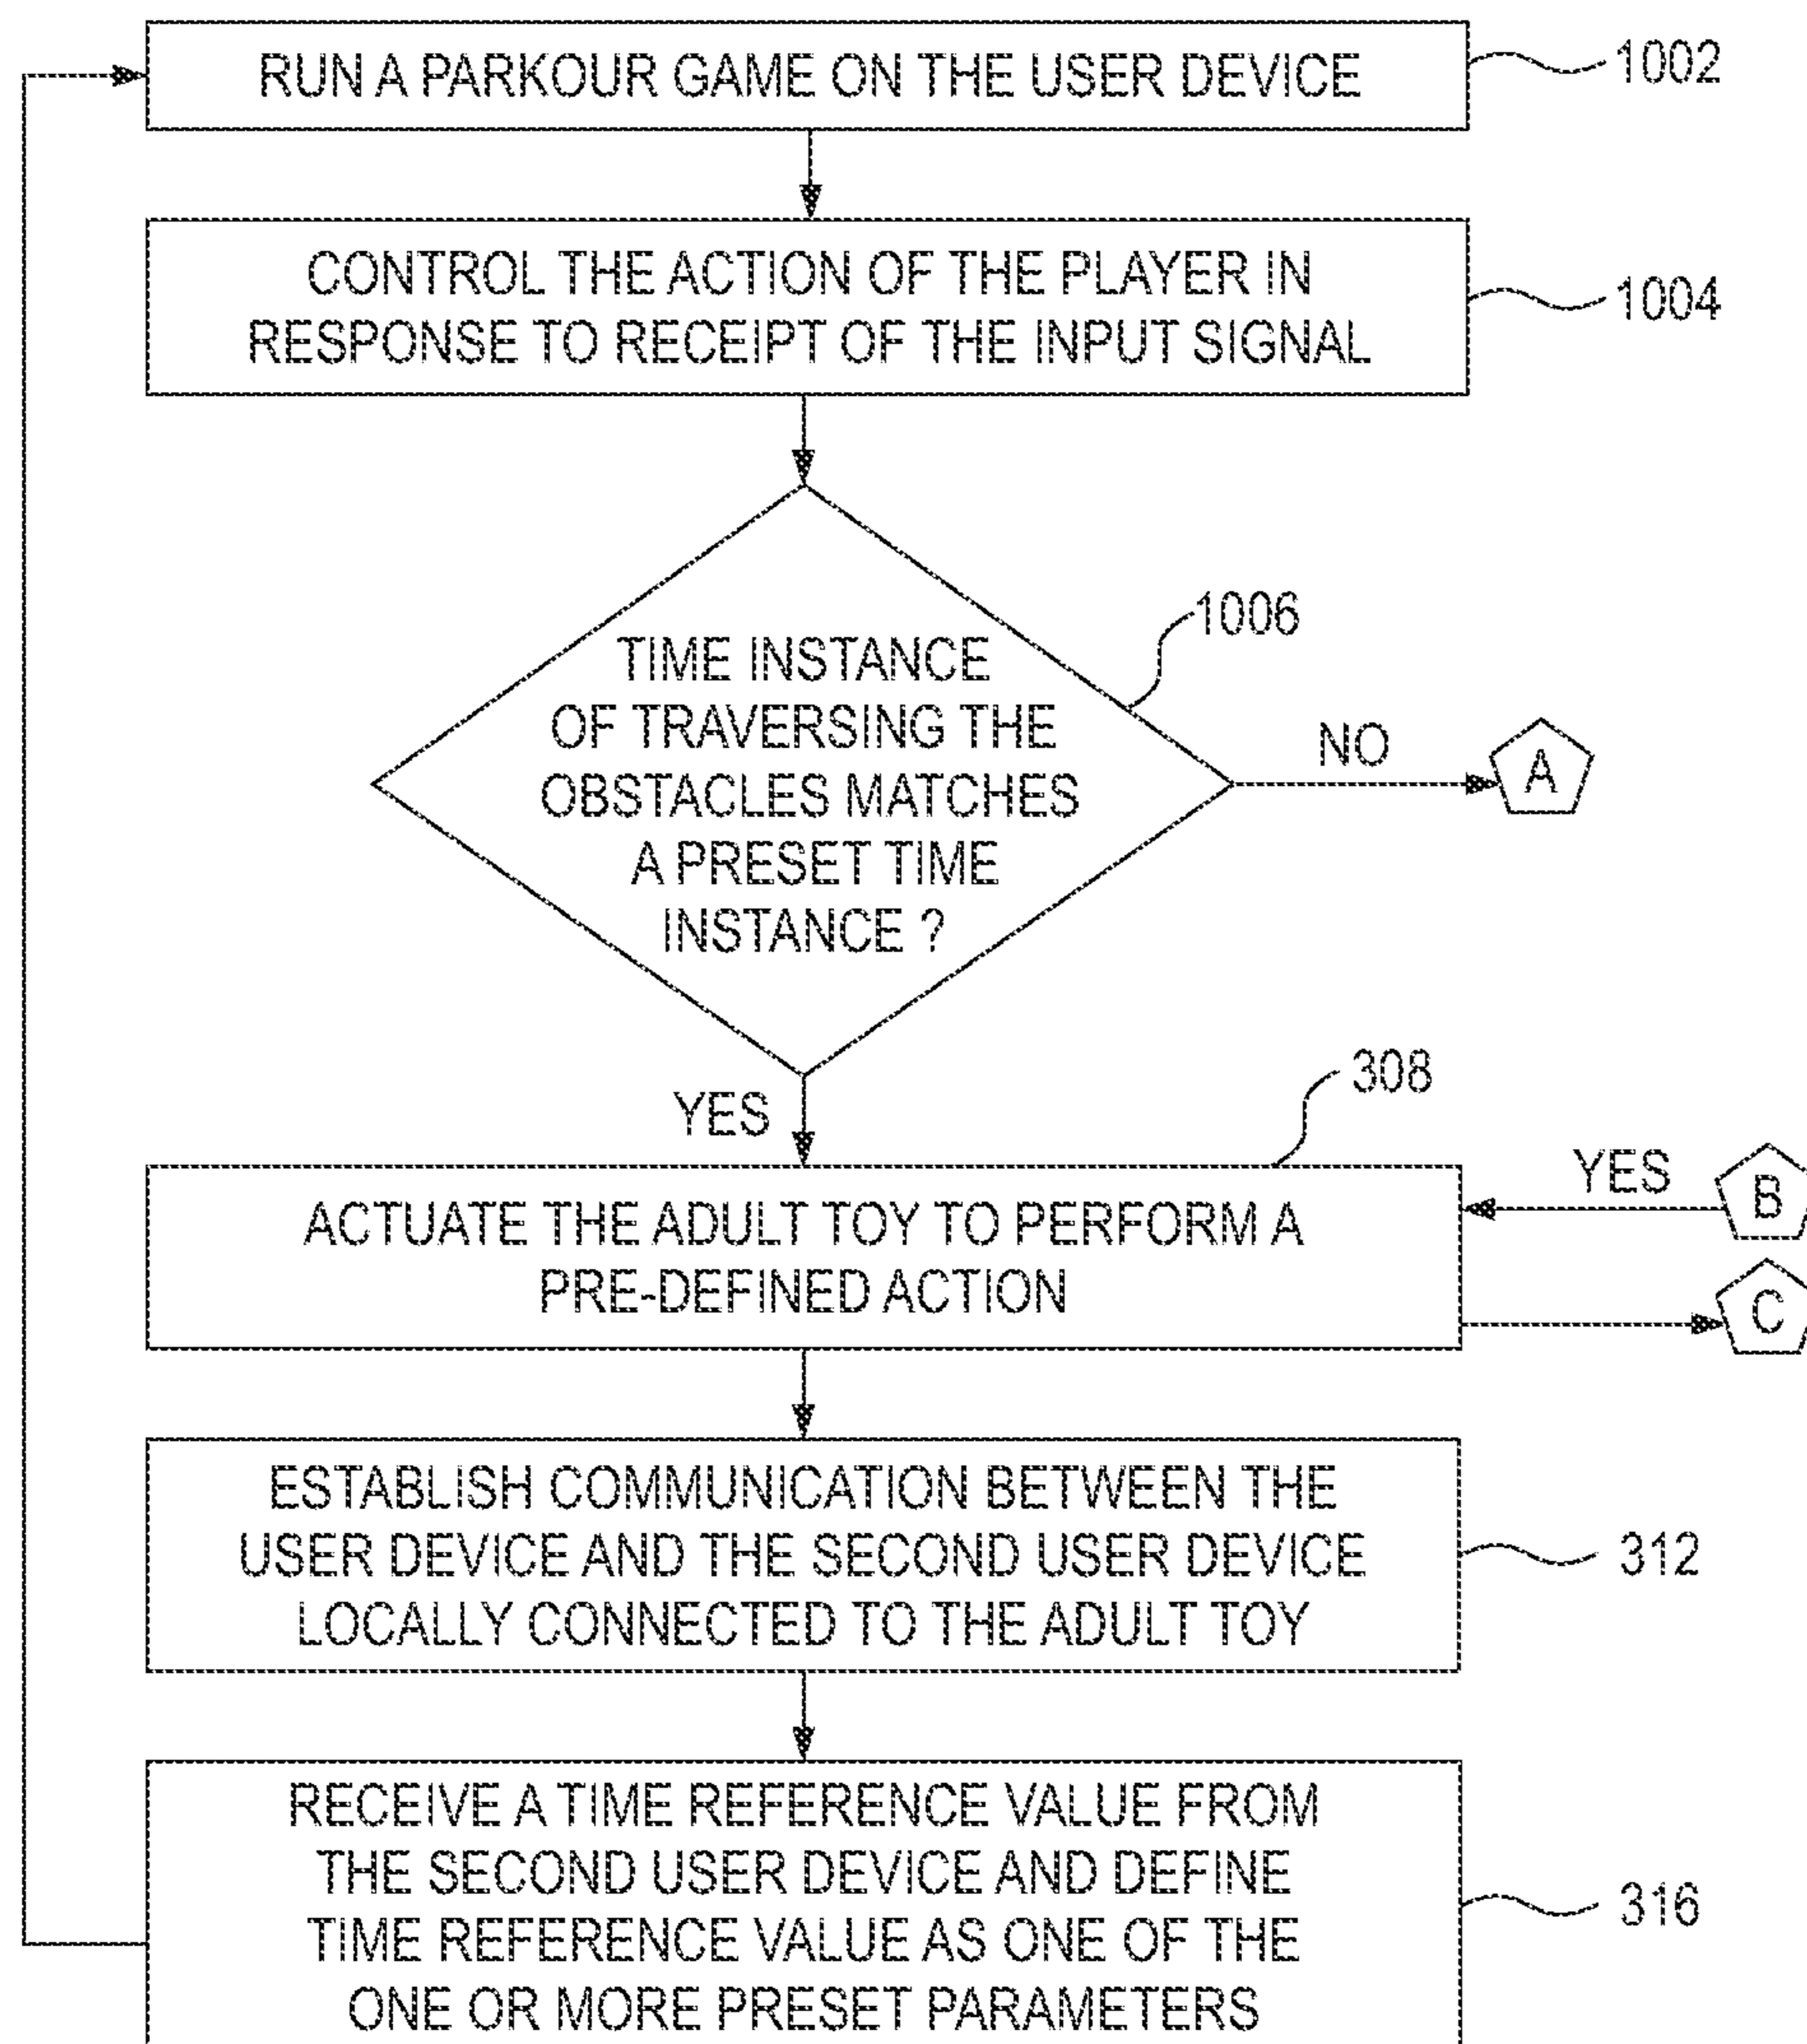 RUN A PARKOUR GAME ON THE USER DEVICE
1002
CONTROL THE ACTION OF THE PLAYER IN
RESPONSE TO RECEIPT OF THE INPUT SIGNAL
1004
TIME INSTANCE
OF TRAVERSING THE
OBSTACLES MATCHES
A PRESET TIME
INSTANCE ?
1006
NO
A
YES
308
ACTUATE THE ADULT TOY TO PERFORM A
PRE-DEFINED ACTION
YES
B
C
ESTABLISH COMMUNICATION BETWEEN THE
USER DEVICE AND THE SECOND USER DEVICE
LOCALLY CONNECTED TO THE ADULT TOY
312
RECEIVE A TIME REFERENCE VALUE FROM
THE SECOND USER DEVICE AND DEFINE
TIME REFERENCE VALUE AS ONE OF THE
ONE OR MORE PRESET PARAMETERS
316